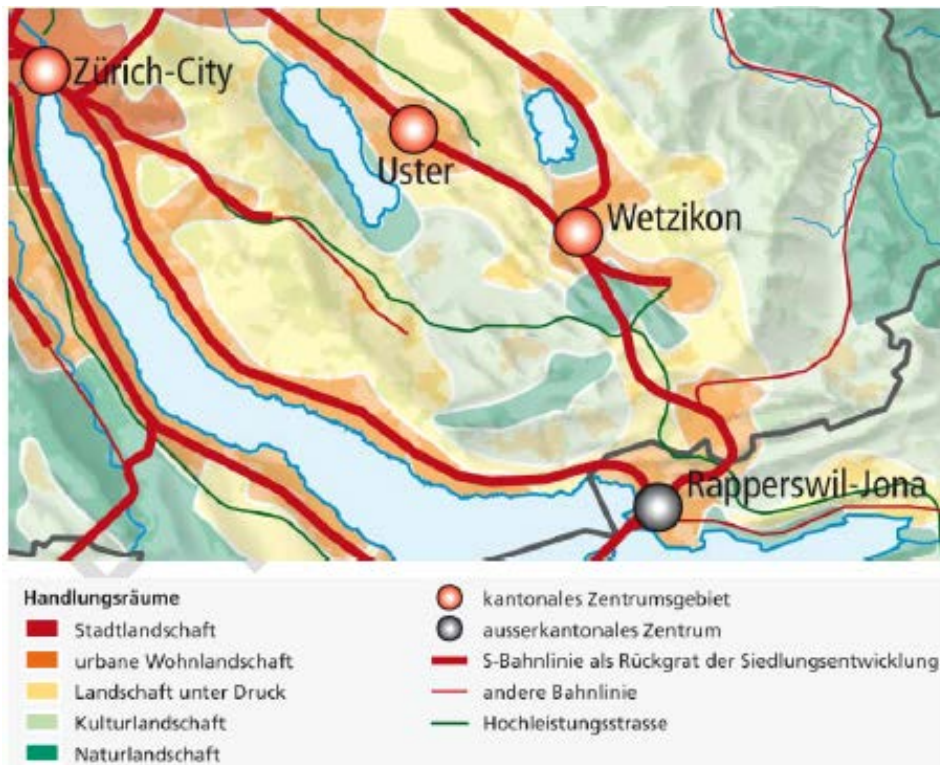 Zürich-City
Uster
Wetzikon
Rapperswil-Jona
Handlungsräume
Stadtlandschaft
urbane Wohnlandschaft
Landschaft unter Druck
Kulturlandschaft
Naturlandschaft
kantonales Zentrumsgebiet
ausserkantonales Zentrum
S-Bahnlinie als Rückgrat der Siedlungsentwicklung
andere Bahnlinie
Hochleistungsstrasse